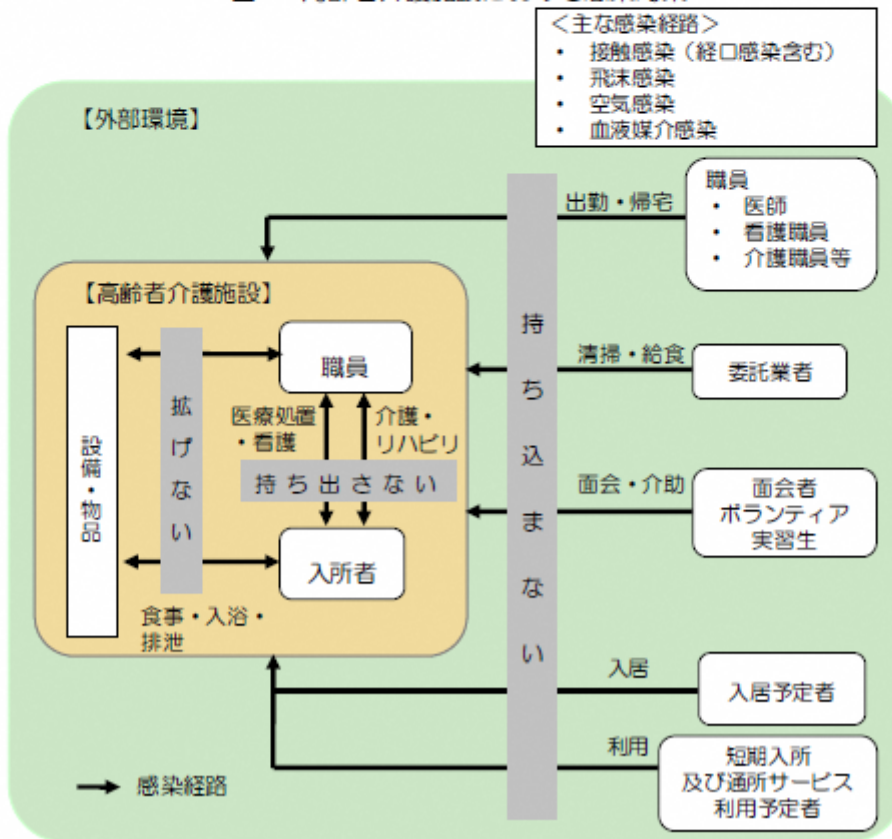 <主な感染経路>
・ 接触感染(経口感染含む)
・ 飛沫感染
・ 空気感染
・ 血液媒介感染
【外部環境】
職員
・ 医師
・ 看護職員
・ 介護職員等
出勤・帰宅
持ち込まない
【高齢者介護施設】
設備・物品
拡げない
職員
医療処置
・看護
介護・
リハビリ
持ち出さない
入所者
食事・入浴・
排泄
清掃・給食
委託業者
面会・介助
面会者
ボランティア
実習生
入居
入居予定者
利用
短期入所
及び通所サービス
利用予定者
感染経路